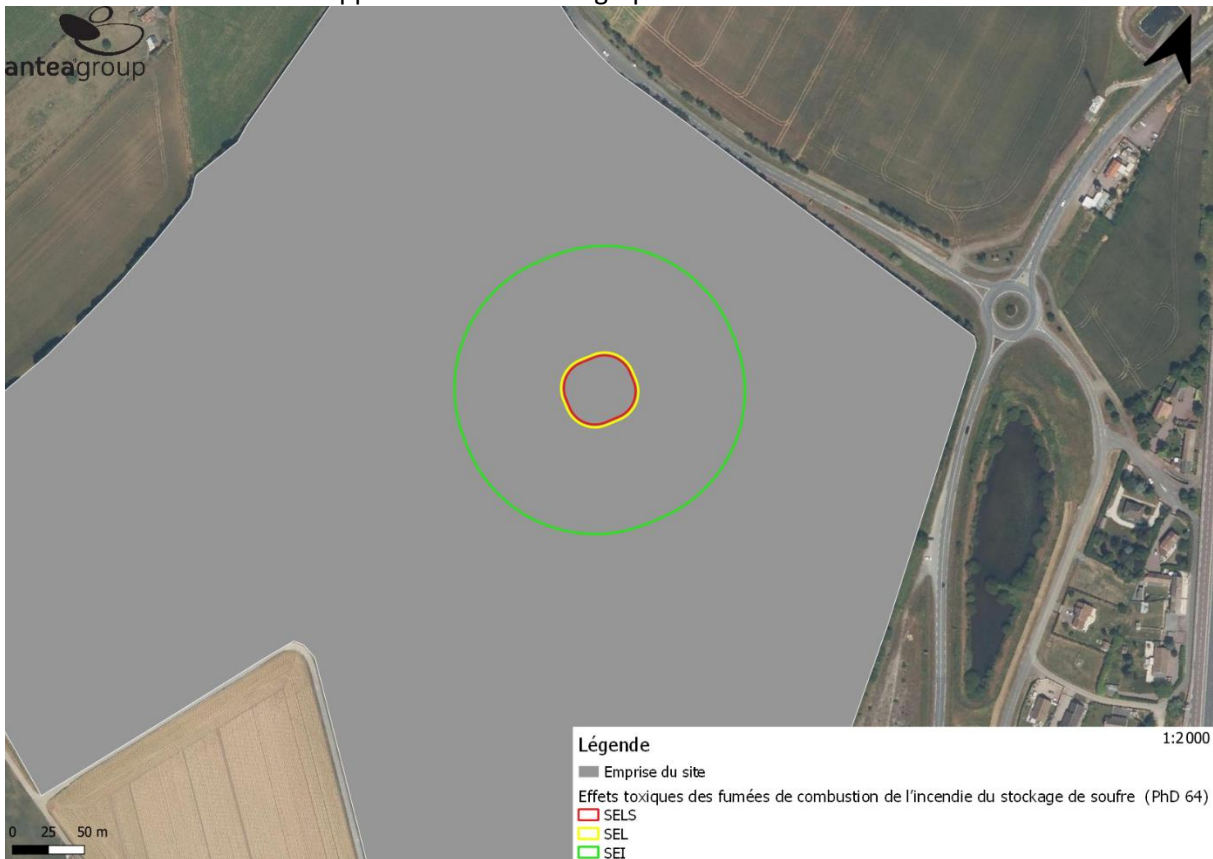 anteagroup
Légende
1:2000
Emprise du site
Effets toxiques des fumées de combustion de l'incendie du stockage de soufre (PhD 64)
SELS
SEL
SEI
0 25 50 m